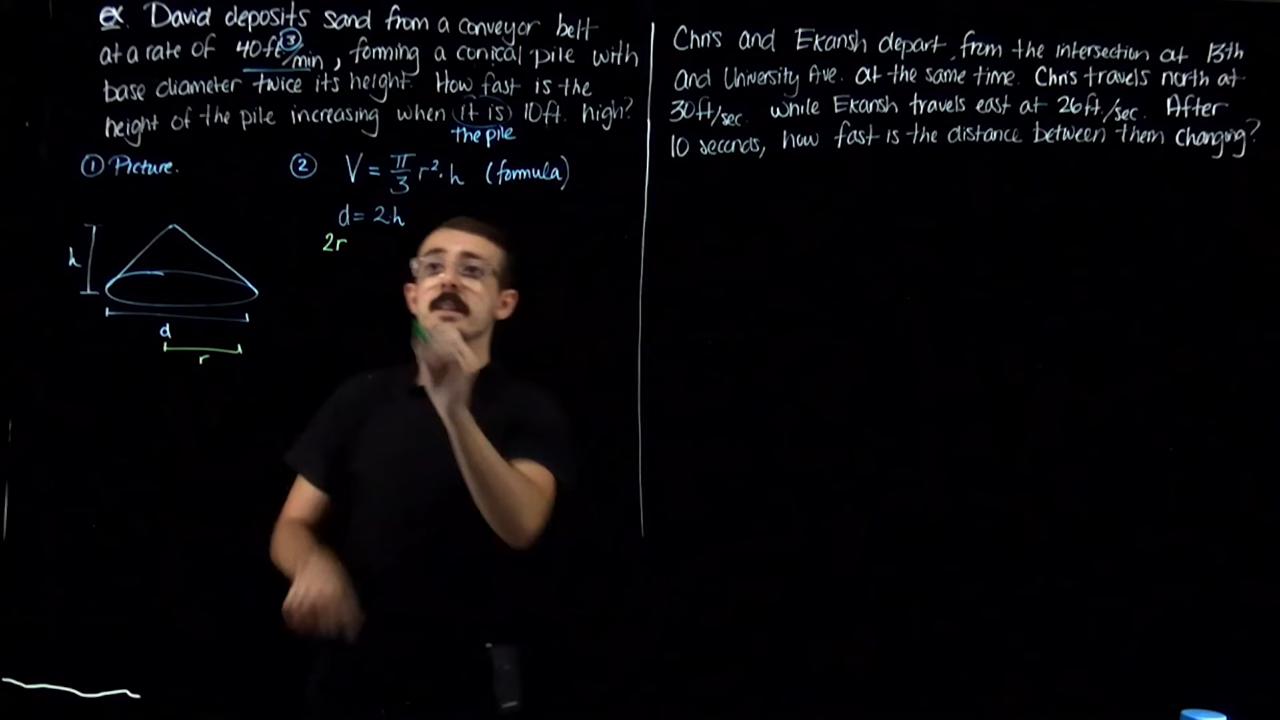 ex. David deposits sand from a conveyor belt
at a rate of 40 ft³/min, forming a conical pile with
base diameter twice its height. How fast is the
height of the pile increasing when (it is) 10ft. high?
the pile
① Picture.
② V = π/3 r²·h (formula)
d = 2·h
2r
h
d
r
Chris and Ekansh depart from the intersection at 13th
and University Ave. at the same time. Chris travels north at
30ft/sec. while Ekansh travels east at 26ft./sec. After
10 seconds, how fast is the distance between them changing?